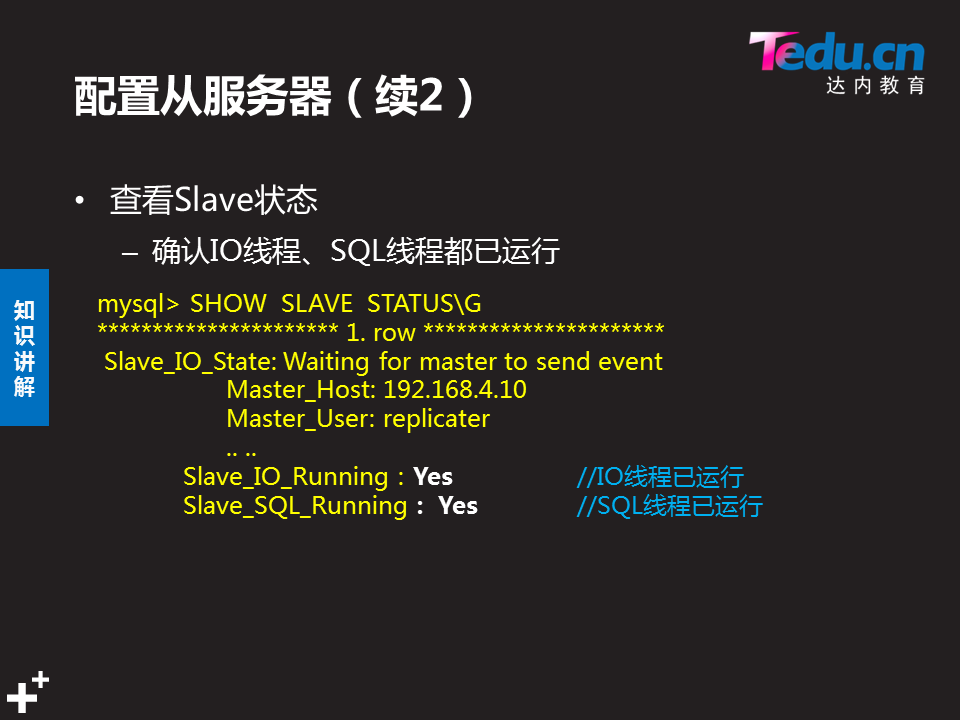 Tedu.cn
达内教育
配置从服务器（续2）
• 查看Slave状态
– 确认IO线程、SQL线程都已运行
知识讲解
mysql> SHOW SLAVE STATUS\G
********************** 1. row **********************
Slave_IO_State: Waiting for master to send event
Master_Host: 192.168.4.10
Master_User: replicater
.. ..
Slave_IO_Running：Yes //IO线程已运行
Slave_SQL_Running： Yes //SQL线程已运行